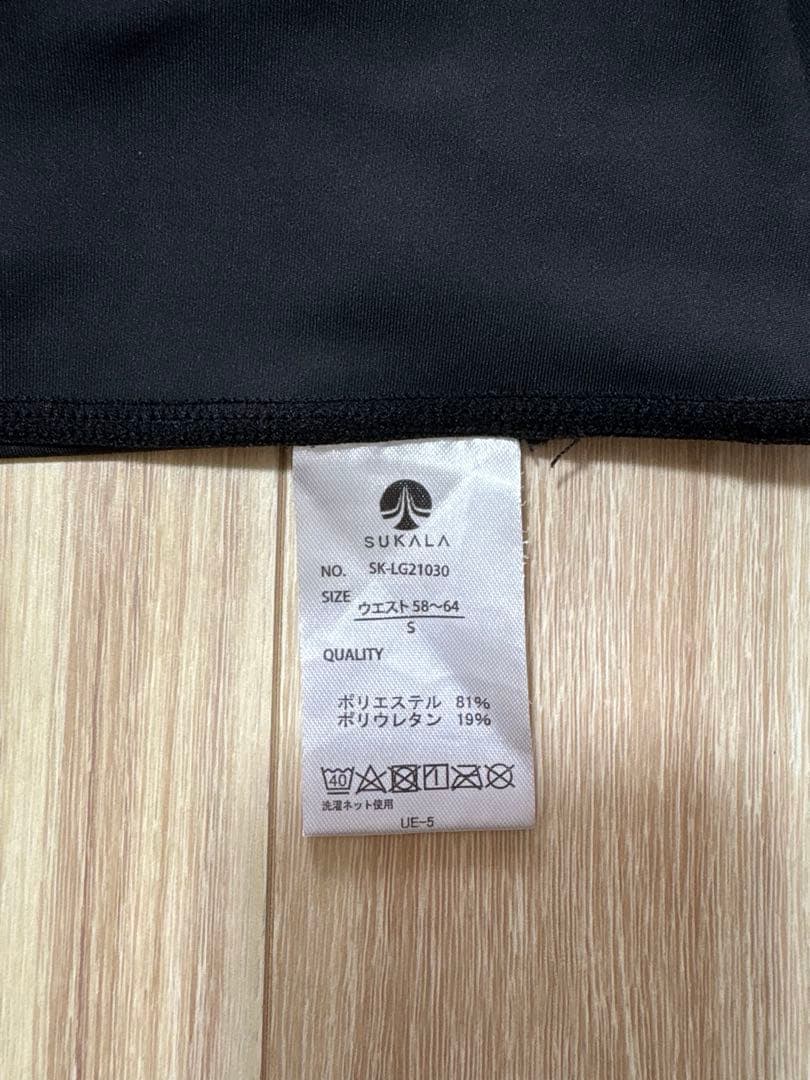 SUKALA
NO. SK-LG21030
SIZE ウエスト58〜64
S
QUALITY
ポリエステル 81%
ポリウレタン 19%
40
洗濯ネット使用
UE-5